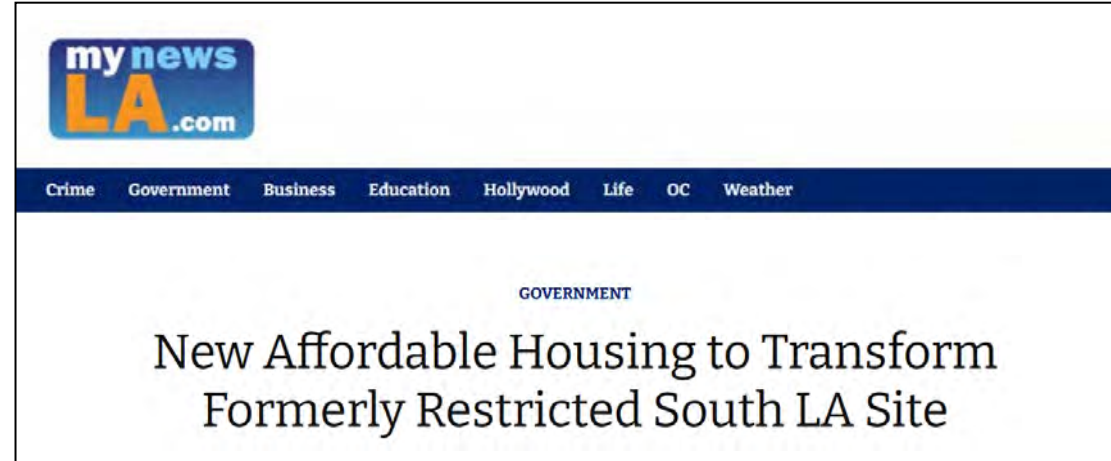 my news
LA.com
Crime Government Business Education Hollywood Life OC Weather
GOVERNMENT
New Affordable Housing to Transform
Formerly Restricted South LA Site